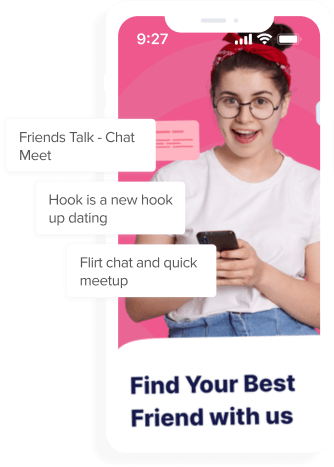 9:27
Friends Talk - Chat
Meet
Hook is a new hook
up dating
Flirt chat and quick
meetup
Find Your Best
Friend with us